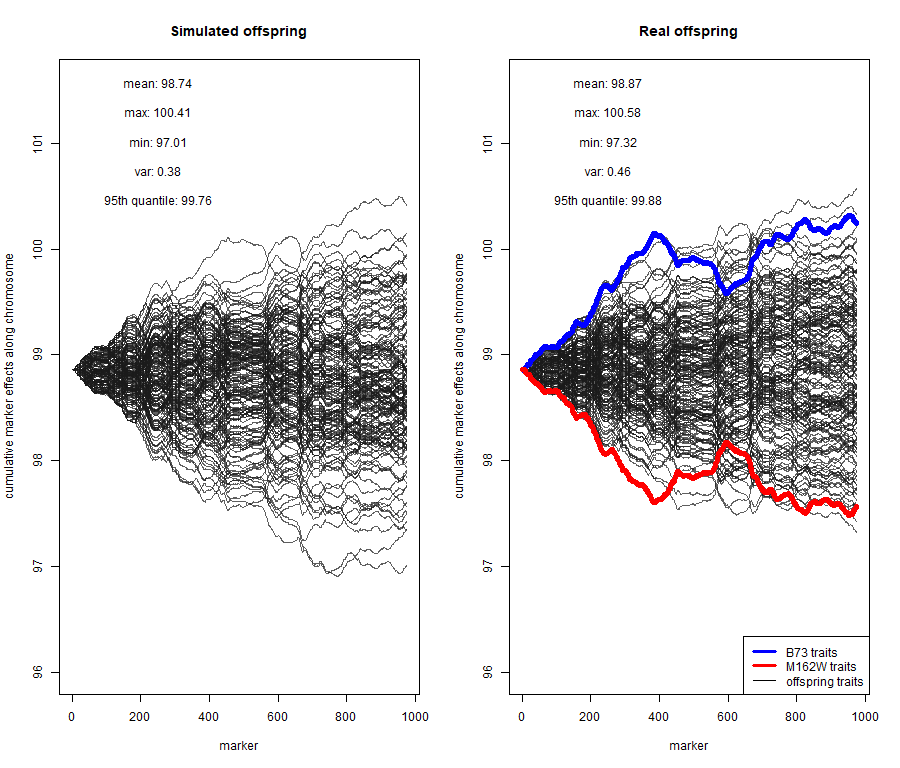 Simulated offspring
mean: 98.74
max: 100.41
min: 97.01
var: 0.38
95th quantile: 99.76
cumulative marker effects along chromosome
101
100
99
98
97
96
0 200 400 600 800 1000
marker
Real offspring
mean: 98.87
max: 100.58
min: 97.32
var: 0.46
95th quantile: 99.88
cumulative marker effects along chromosome
101
100
99
98
97
96
B73 traits
M162W traits
offspring traits
0 200 400 600 800 1000
marker